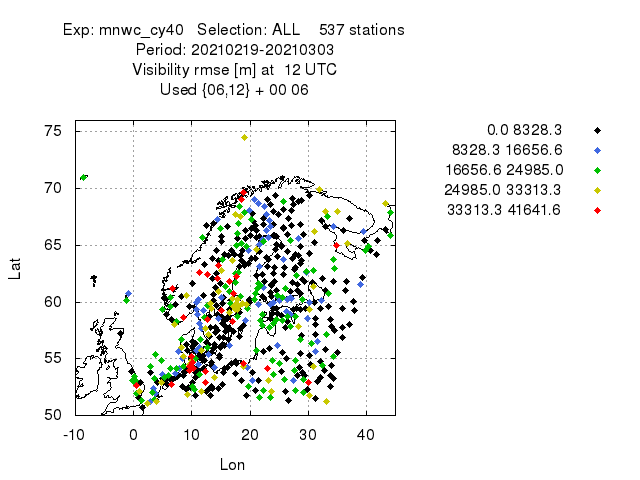 Exp: mnwc_cy40 Selection: ALL 537 stations
Period: 20210219-20210303
Visibility rmse [m] at 12 UTC
Used {06,12} + 00 06
0.0 8328.3
8328.3 16656.6
16656.6 24985.0
24985.0 33313.3
33313.3 41641.6
75
70
65
60
55
50
Lat
-10 0 10 20 30 40
Lon